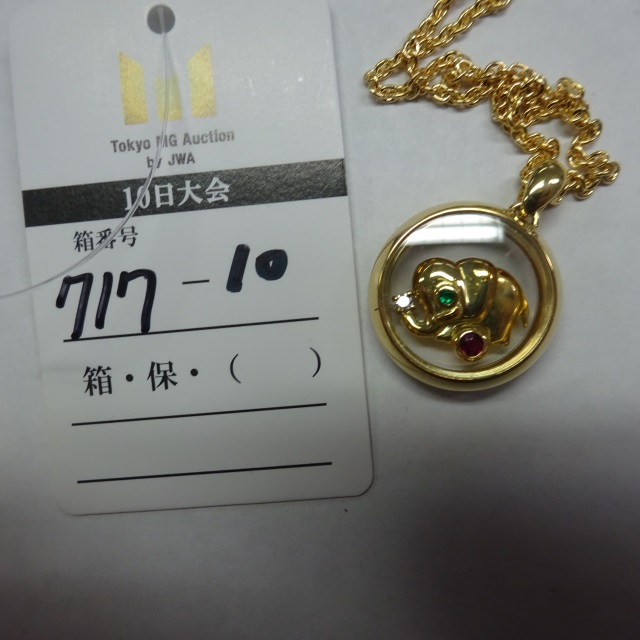 Tokyo MG Auction
by JWA
10日大会
箱番号
717-10
箱・保・（　　）